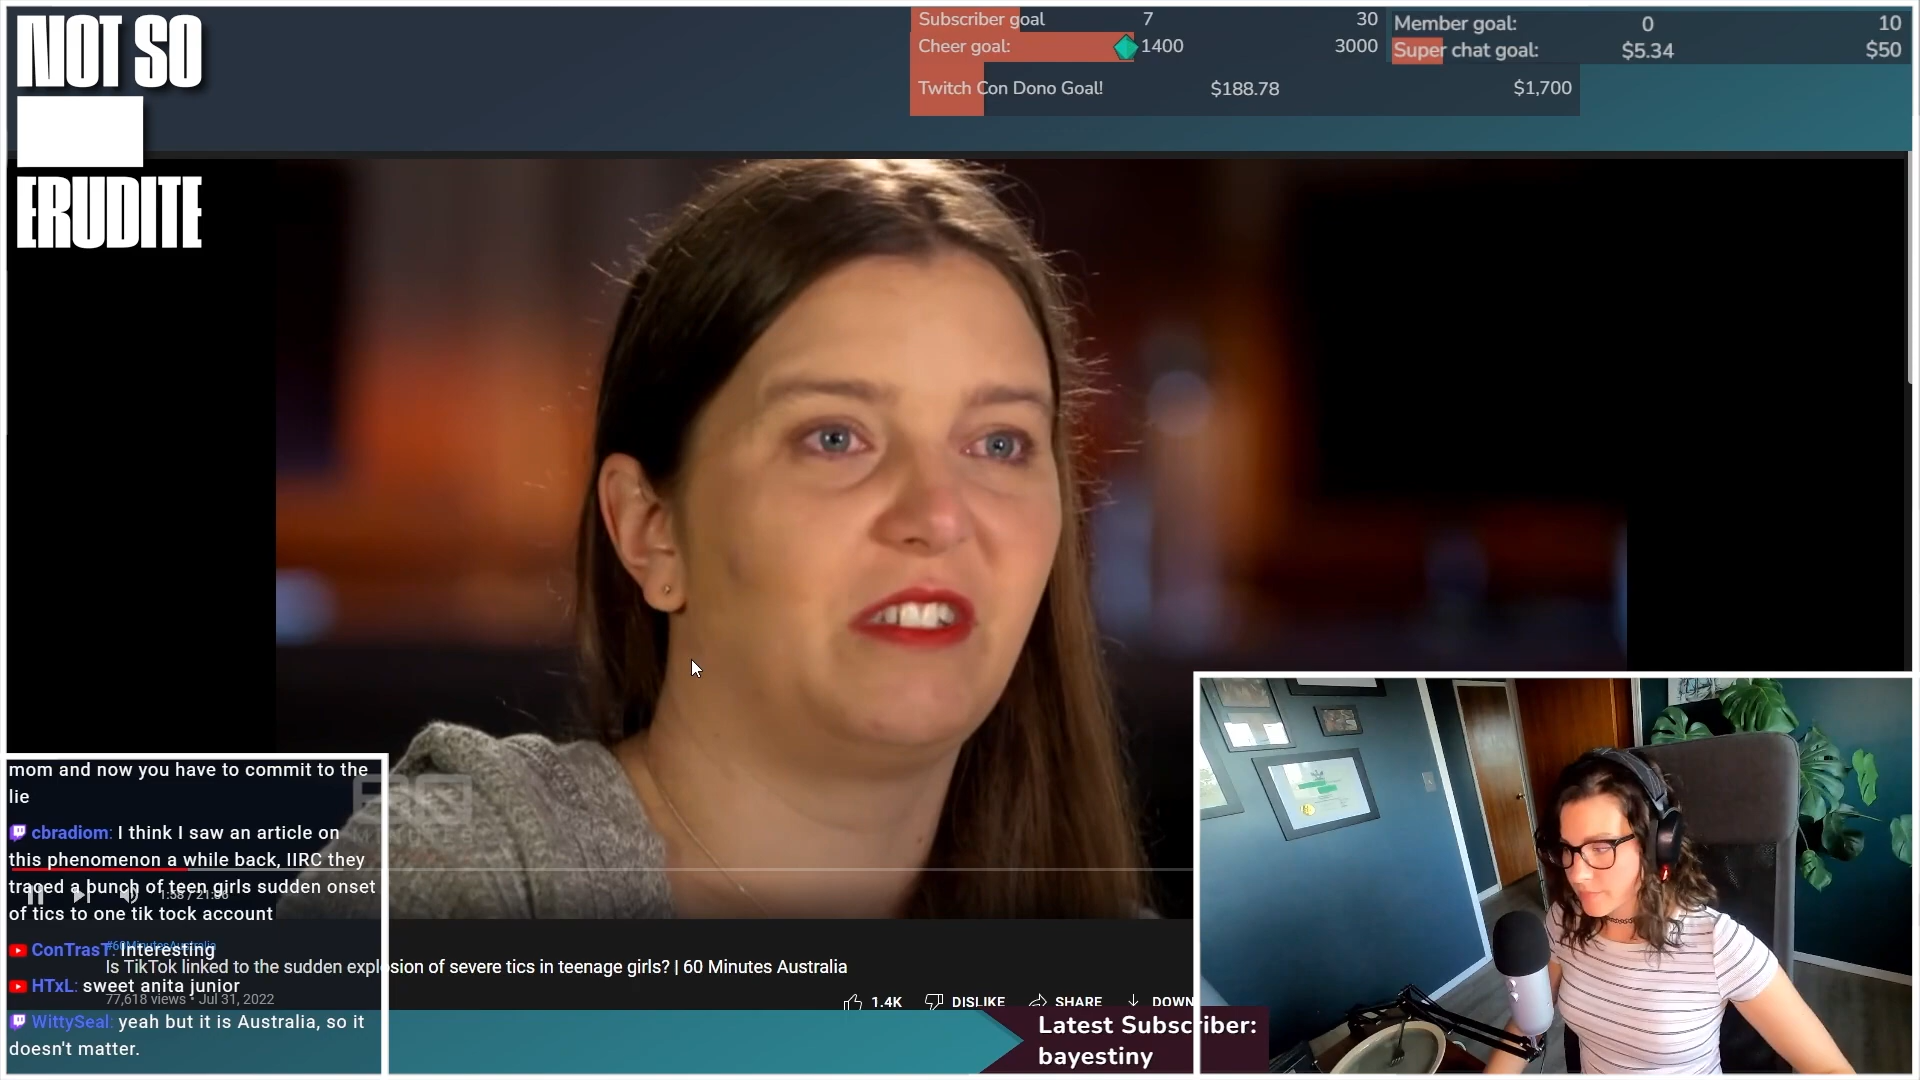 NOT SO
ERUDITE
Subscriber goal 7 30
Cheer goal: 1400 3000
Twitch Con Dono Goal! $188.78 $1,700
Member goal: 0 10
Super chat goal: $5.34 $50
mom and now you have to commit to the
lie
cbradiom: I think I saw an article on
this phenomenon a while back, IIRC they
traced a bunch of teen girls sudden onset
of tics to one tik tock account
ConTrasT: Interesting
HTxL: sweet anita junior
WittySeal: yeah but it is Australia, so it
doesn't matter.
60 MINUTES
#60MinutesAustralia
Is TikTok linked to the sudden explosion of severe tics in teenage girls? | 60 Minutes Australia
77,618 views • Jul 31, 2022
1.4K DISLIKE SHARE DOWN
Latest Subscriber:
bayestiny